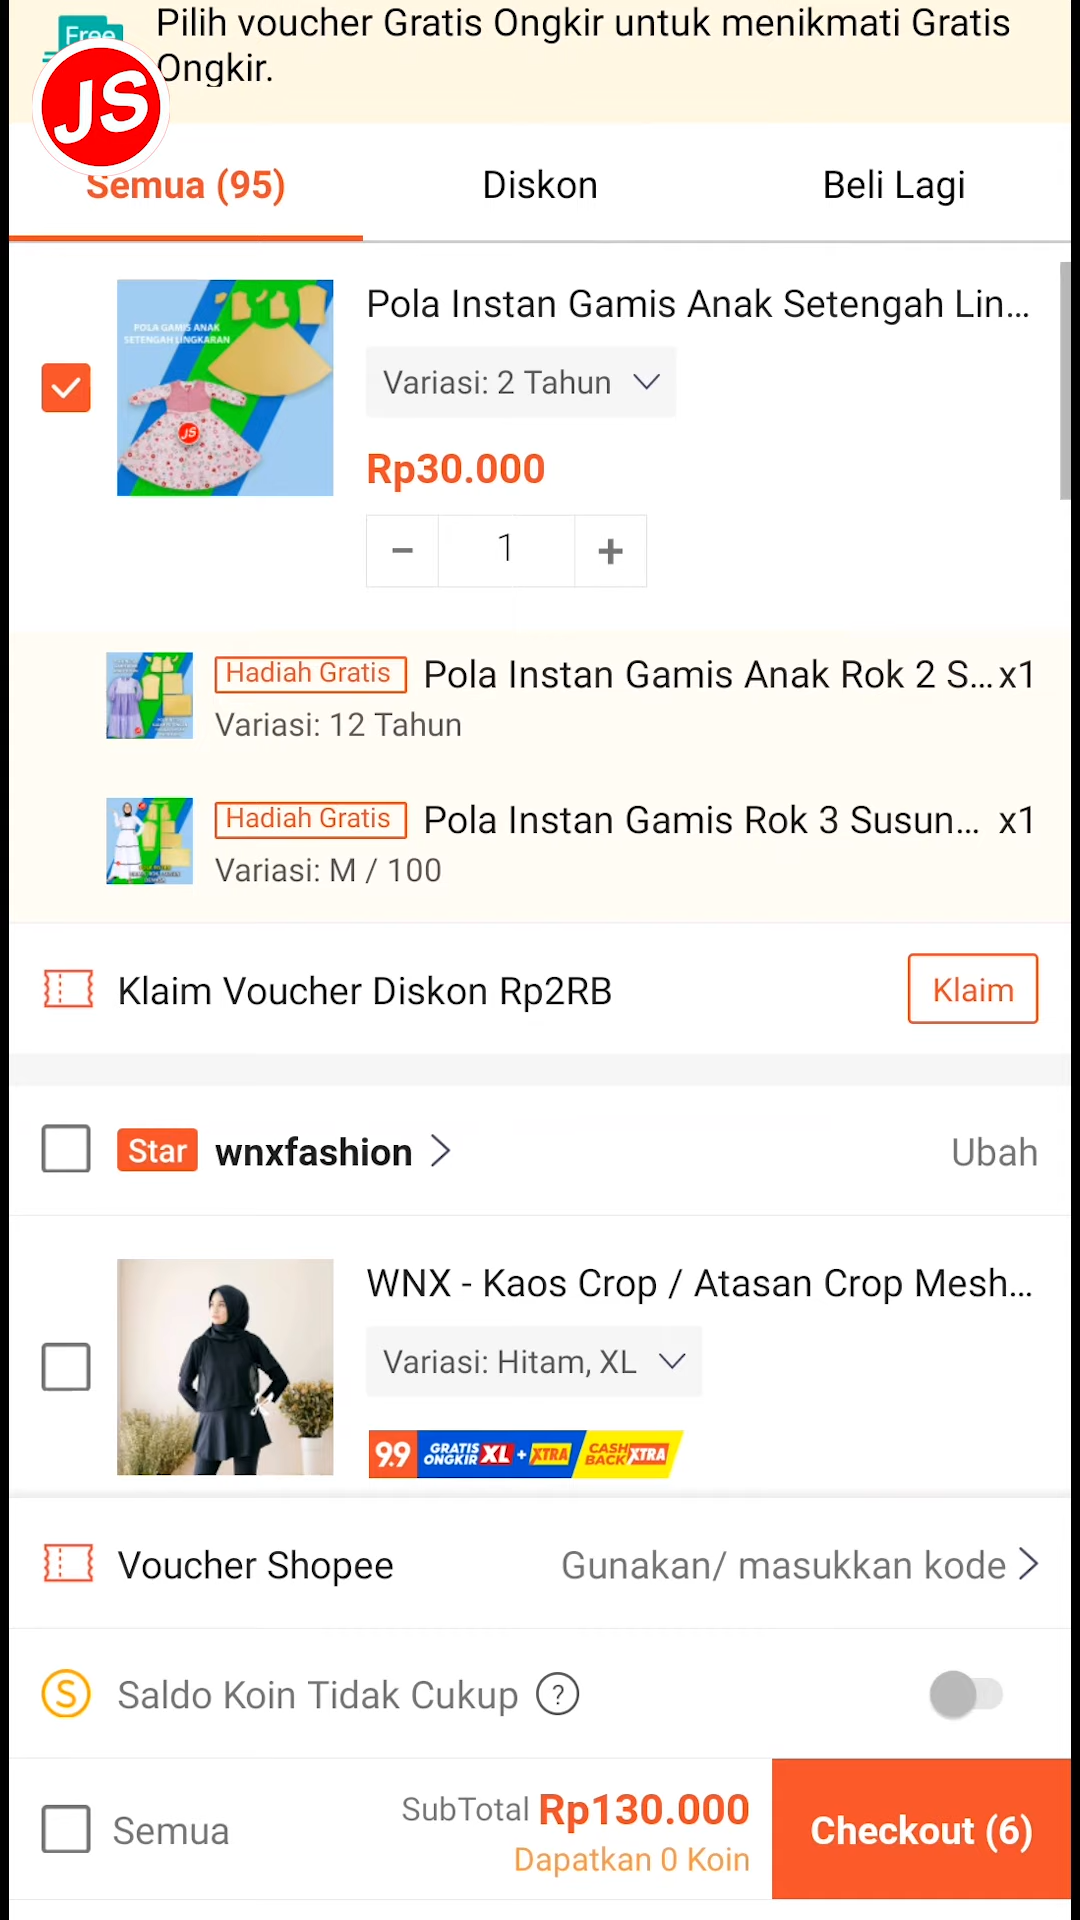 Pilih voucher Gratis Ongkir untuk menikmati Gratis
Free
Ongkir.
JS
Semua (95)
Diskon
Beli Lagi
POLA GAMIS ANAK
SETENGAH LINGKARAN
JS
Pola Instan Gamis Anak Setengah Lin...
Variasi: 2 Tahun
Rp30.000
1
Hadiah Gratis Pola Instan Gamis Anak Rok 2 S... x1
Variasi: 12 Tahun
Hadiah Gratis Pola Instan Gamis Rok 3 Susun... x1
Variasi: M / 100
Klaim Voucher Diskon Rp2RB
Klaim
Star wnxfashion
Ubah
WNX - Kaos Crop / Atasan Crop Mesh...
Variasi: Hitam, XL
9.9 GRATIS ONGKIR XL + XTRA CASHBACK XTRA
Voucher Shopee
Gunakan/ masukkan kode
S Saldo Koin Tidak Cukup ?
Semua
SubTotal Rp130.000
Dapatkan 0 Koin
Checkout (6)